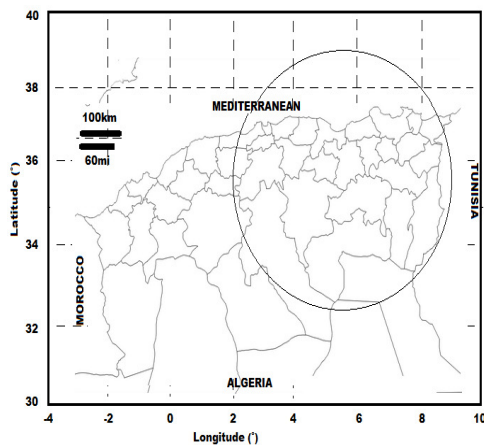 40
38
36
34
32
30
Latitude (°)
MEDITERRANEAN
100km
60mi
TUNISIA
MOROCCO
ALGERIA
-4 -2 0 2 4 6 8 10
Longitude (°)